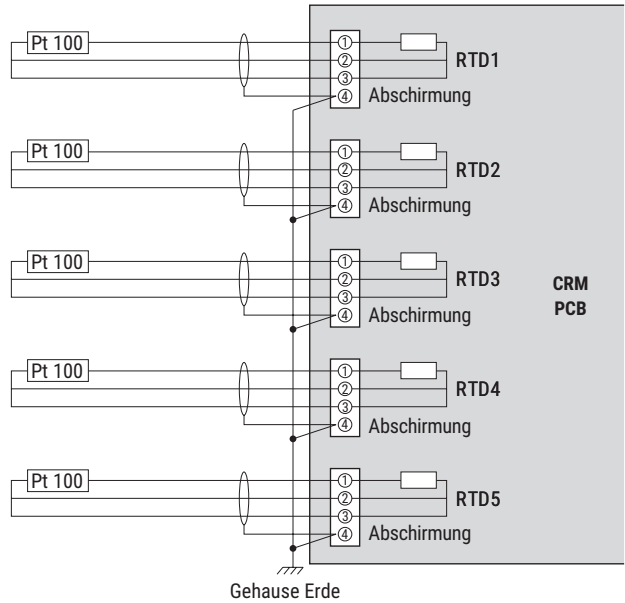 Pt 100
①
②
③
④
RTD1
Abschirmung
Pt 100
①
②
③
④
RTD2
Abschirmung
Pt 100
①
②
③
④
RTD3
Abschirmung
CRM
PCB
Pt 100
①
②
③
④
RTD4
Abschirmung
Pt 100
①
②
③
④
RTD5
Abschirmung
Gehause Erde